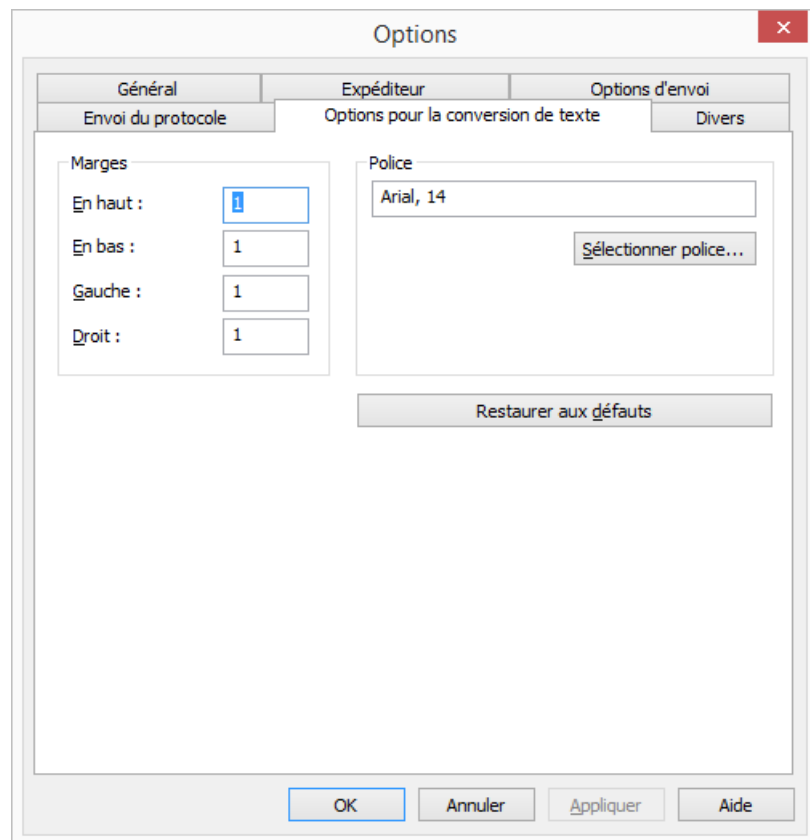 Options
Général
Expéditeur
Options d'envoi
Envoi du protocole
Options pour la conversion de texte
Divers
Marges
En haut : 1
En bas : 1
Gauche : 1
Droit : 1
Police
Arial, 14
Sélectionner police...
Restaurer aux défauts
OK
Annuler
Appliquer
Aide